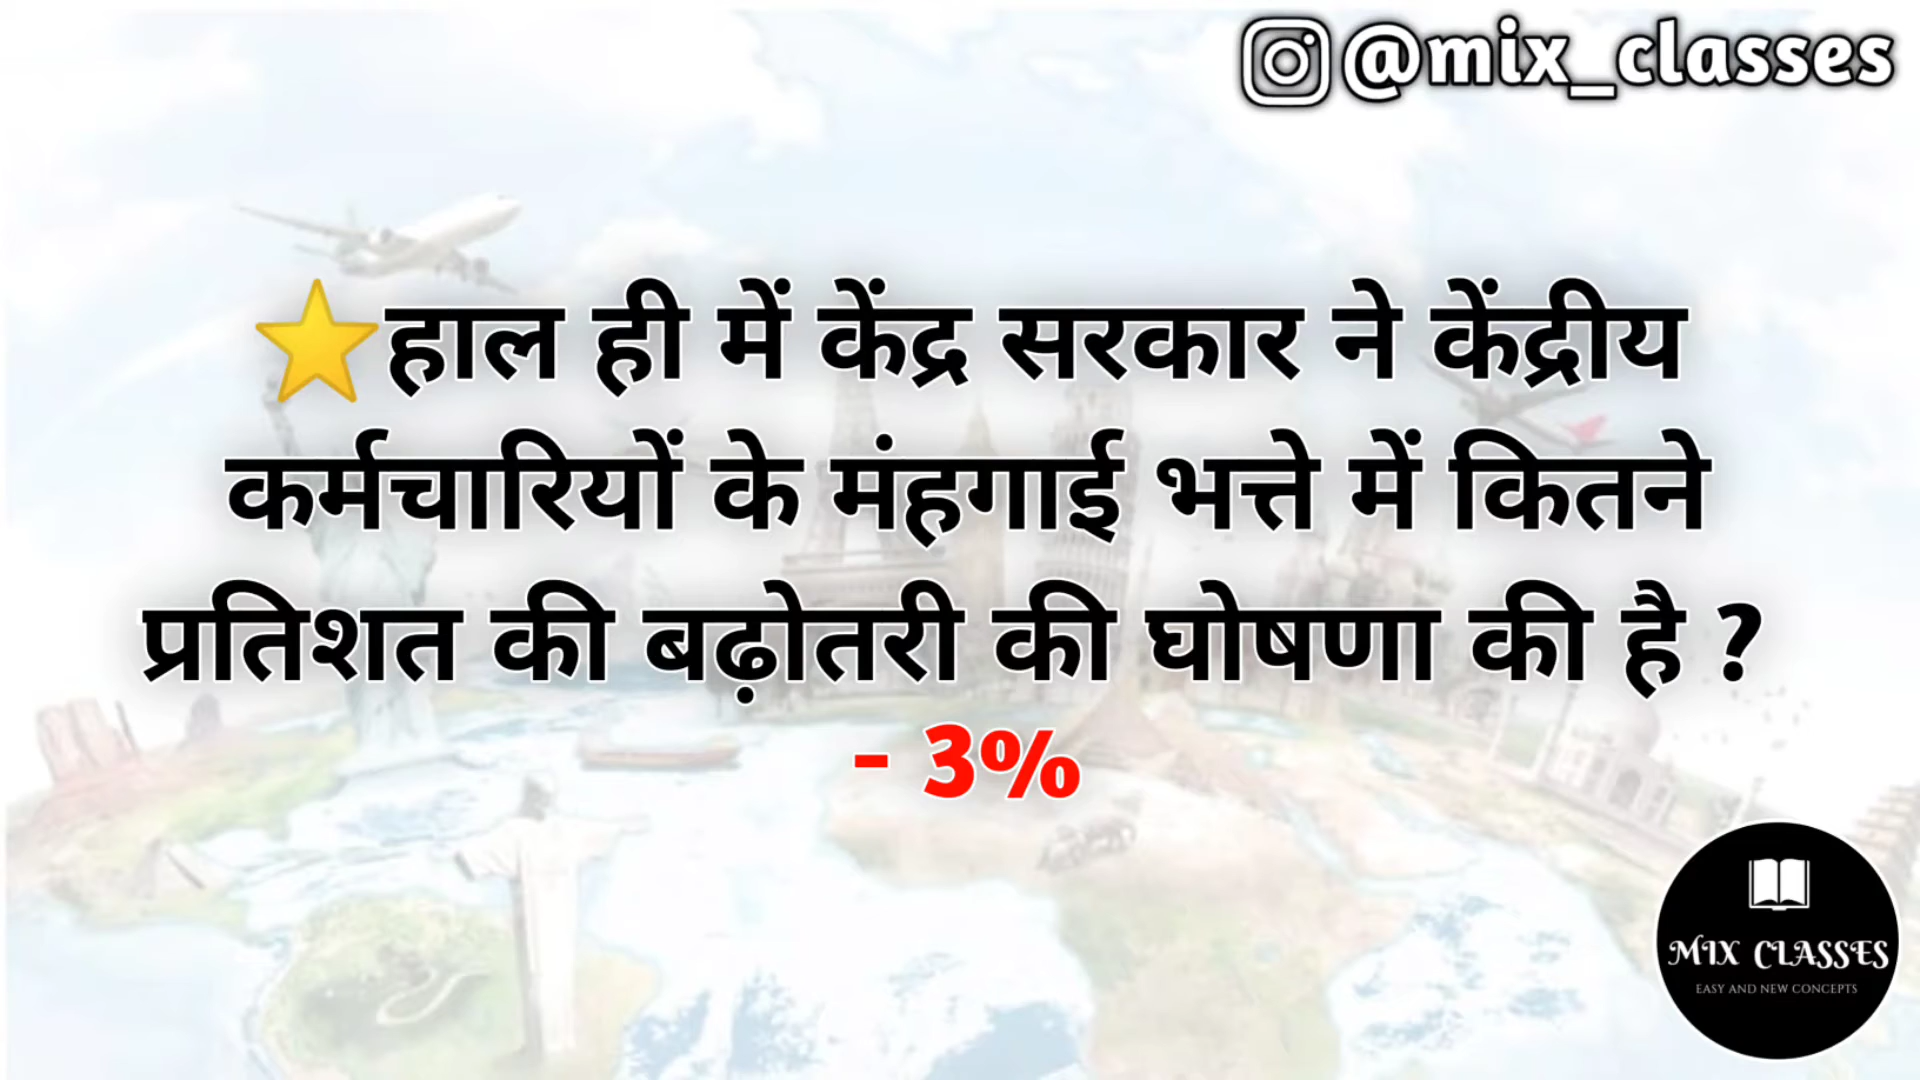 @mix_classes
⭐हाल ही में केंद्र सरकार ने केंद्रीय
कर्मचारियों के मंहगाई भत्ते में कितने
प्रतिशत की बढ़ोतरी की घोषणा की है ?
- 3%
MIX CLASSES
EASY AND NEW CONCEPTS